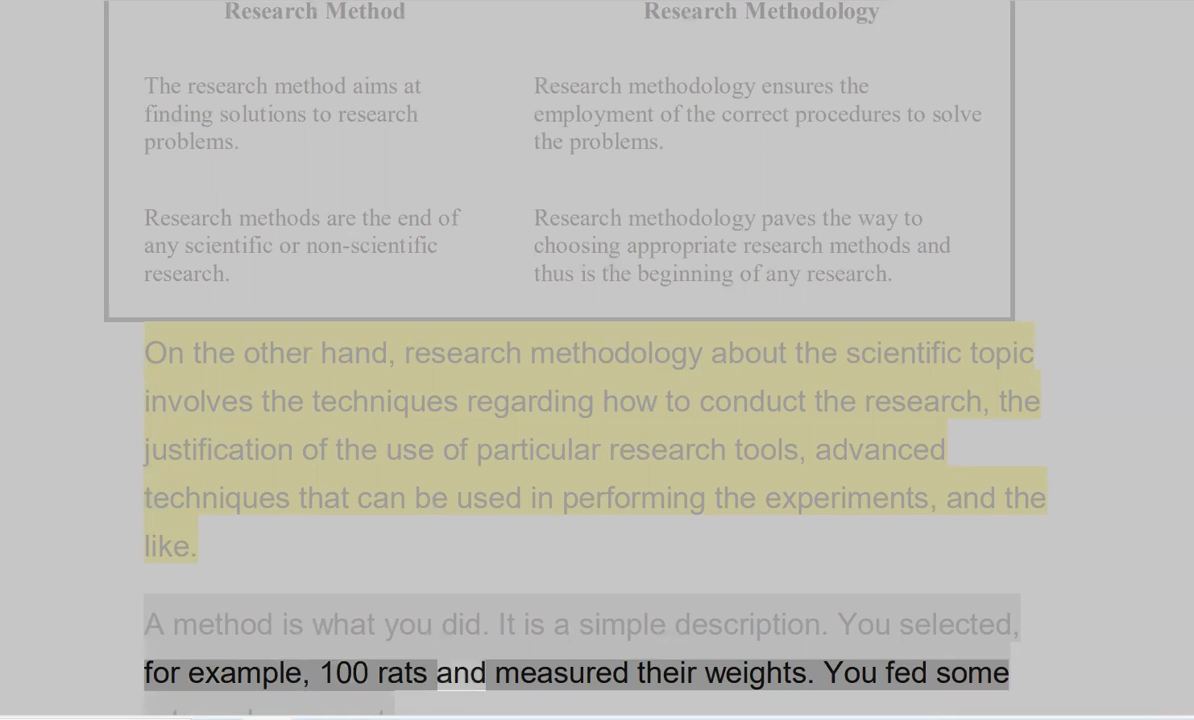 Research Method
Research Methodology
The research method aims at
finding solutions to research
problems.
Research methodology ensures the
employment of the correct procedures to solve
the problems.
Research methods are the end of
any scientific or non-scientific
research.
Research methodology paves the way to
choosing appropriate research methods and
thus is the beginning of any research.
On the other hand, research methodology about the scientific topic
involves the techniques regarding how to conduct the research, the
justification of the use of particular research tools, advanced
techniques that can be used in performing the experiments, and the
like.
A method is what you did. It is a simple description. You selected,
for example, 100 rats and measured their weights. You fed some